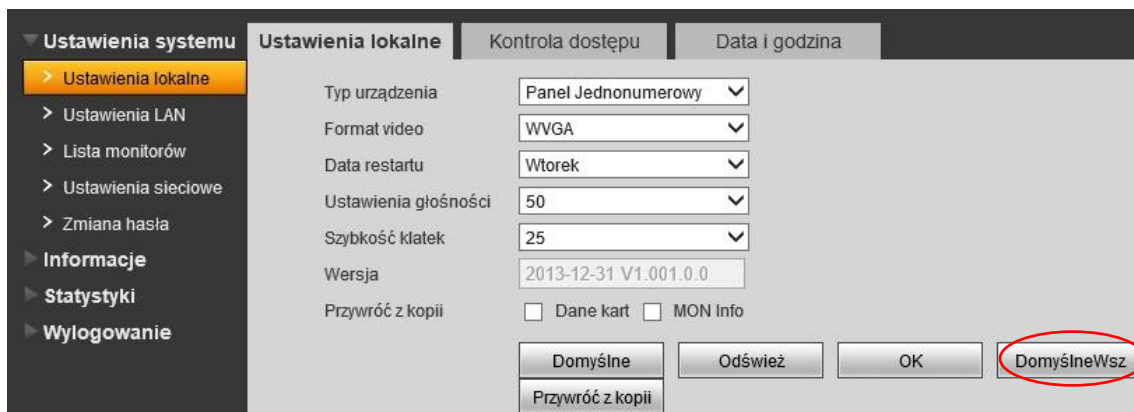 Ustawienia systemu
Ustawienia lokalne
Ustawienia LAN
Lista monitorów
Ustawienia sieciowe
Zmiana hasła
Informacje
Statystyki
Wylogowanie
Ustawienia lokalne Kontrola dostępu Data i godzina
Typ urządzenia Panel Jednonumerowy
Format video WVGA
Data restartu Wtorek
Ustawienia głośności 50
Szybkość klatek 25
Wersja 2013-12-31 V1.001.0.0
Przywróć z kopii Dane kart MON Info
Domyślne Odśwież OK DomyślneWsz
Przywróć z kopii